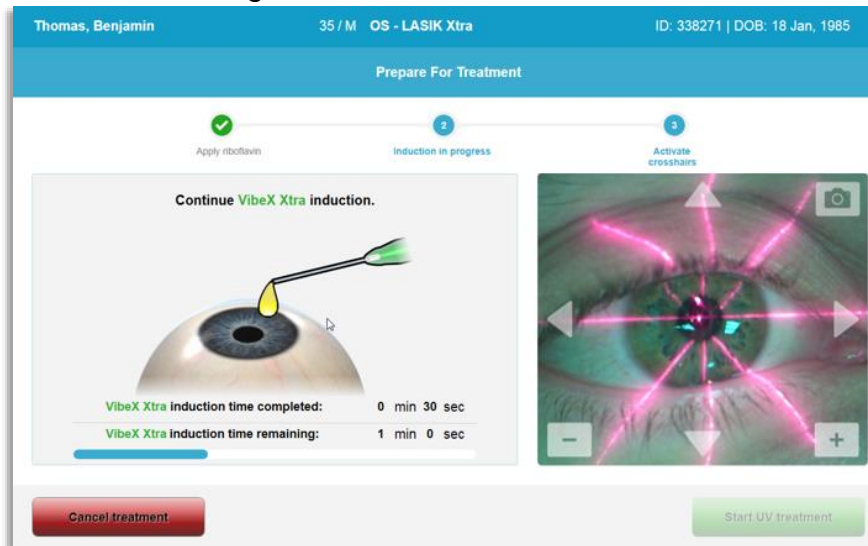 Thomas, Benjamin 35 / M OS - LASIK Xtra ID: 338271 | DOB: 18 Jan, 1985
Prepare For Treatment
2 3
Apply riboflavin Induction in progress Activate
crosshairs
Continue VibeX Xtra induction.
VibeX Xtra induction time completed: 0 min 30 sec
VibeX Xtra induction time remaining: 1 min 0 sec
Cancel treatment Start UV treatment